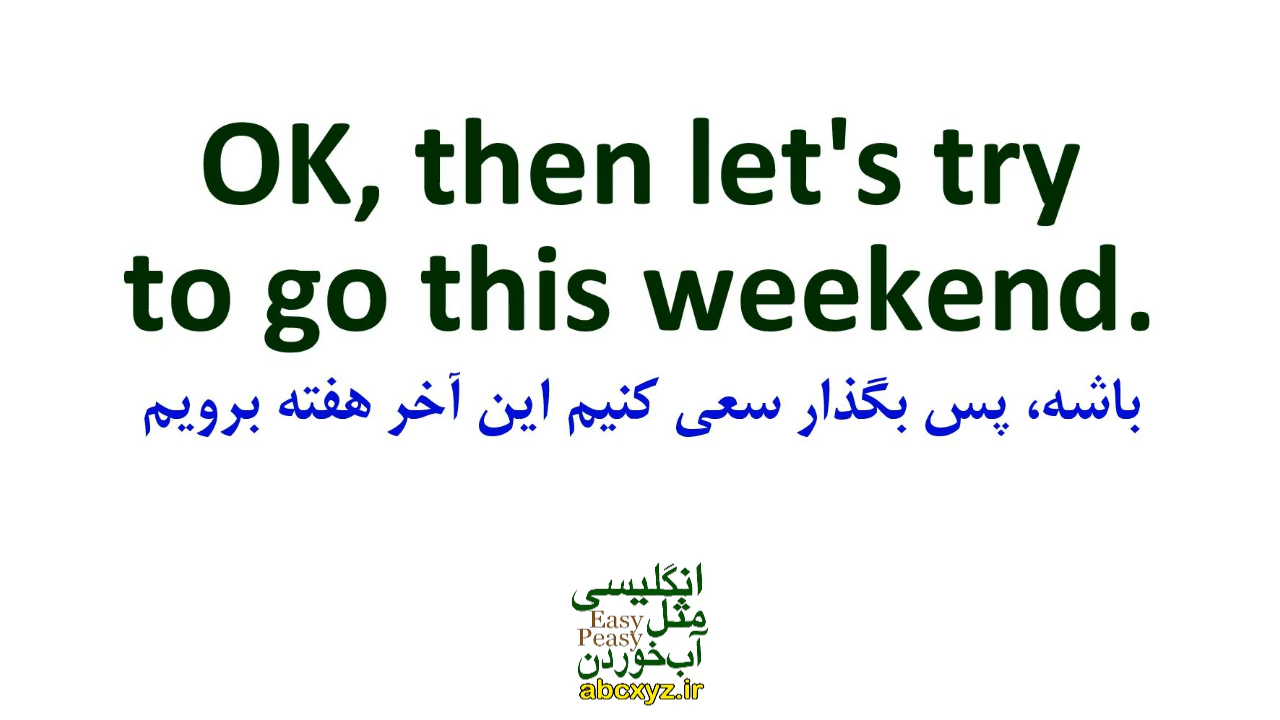 OK, then let's try
to go this weekend.
باشه، پس بگذار سعی کنیم این آخر هفته برویم
انگلیسی
مثل
Easy
Peasy
آب‌خوردن
abcxyz.ir